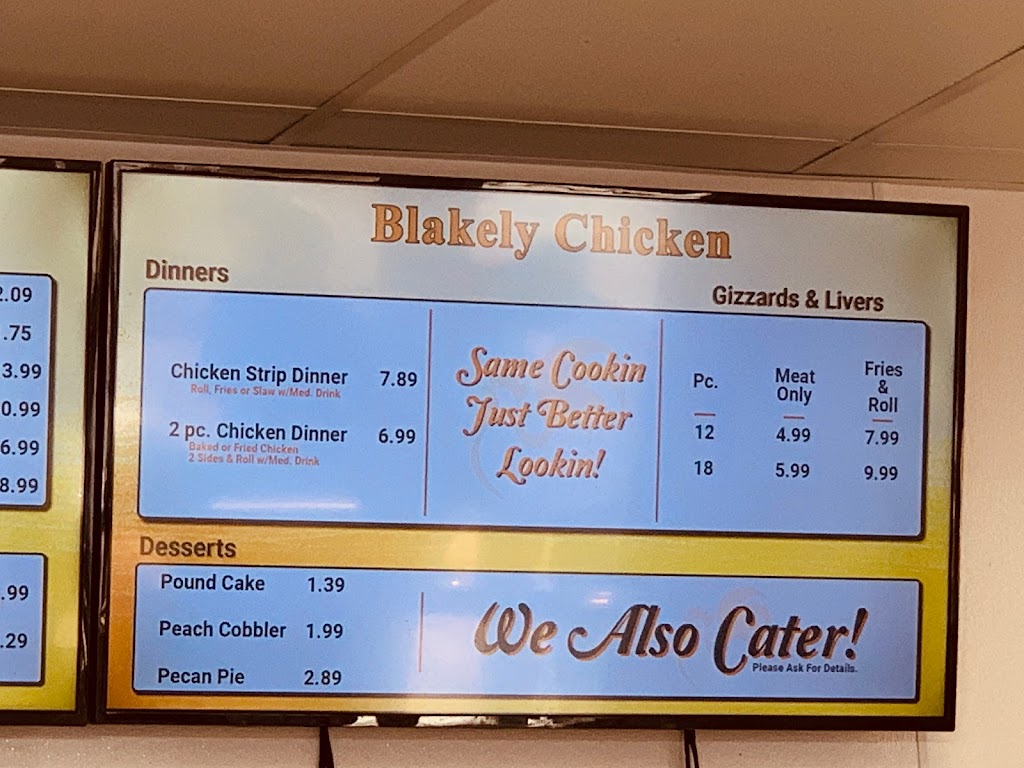 Blakely Chicken
Dinners
Chicken Strip Dinner 7.89
Roll, Fries or Slaw w/Med. Drink
2 pc. Chicken Dinner 6.99
Baked or Fried Chicken
2 Sides & Roll w/Med. Drink
Same Cookin
Just Better
Lookin!
Gizzards & Livers
Pc. Meat Only Fries & Roll
12 4.99 7.99
18 5.99 9.99
Desserts
Pound Cake 1.39
Peach Cobbler 1.99
Pecan Pie 2.89
We Also Cater!
Please Ask For Details.
.75
3.99
0.99
6.99
8.99
.99
.29